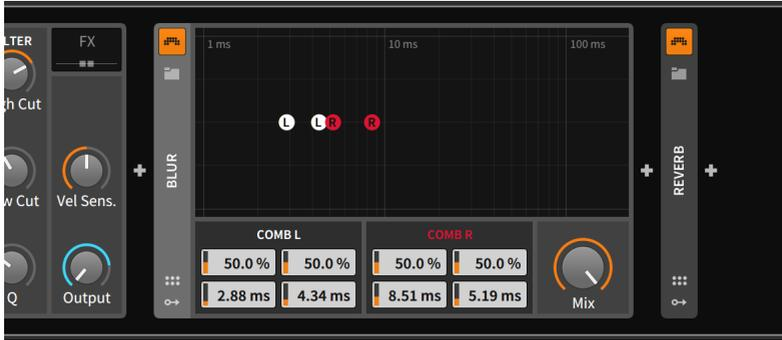 LTER
FX
gh Cut
w Cut
Vel Sens.
Q
Output
BLUR
1 ms
10 ms
100 ms
L
L
R
R
COMB L
COMB R
50.0 %
50.0 %
50.0 %
50.0 %
2.88 ms
4.34 ms
8.51 ms
5.19 ms
Mix
REVERB